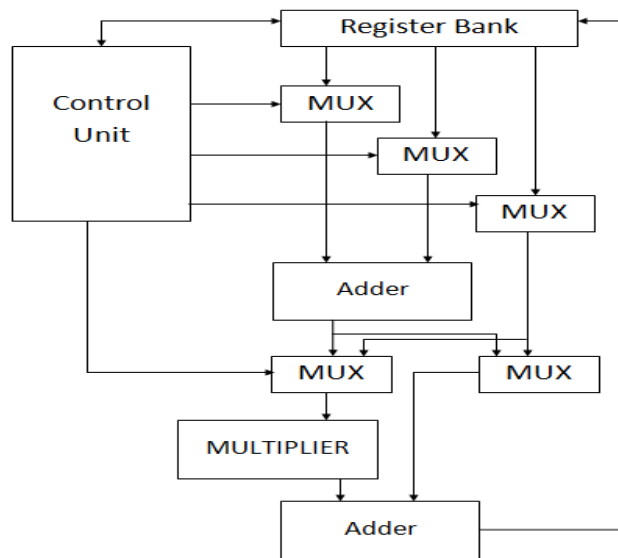 Register Bank
Control
Unit
MUX
MUX
MUX
Adder
MUX
MUX
MULTIPLIER
Adder